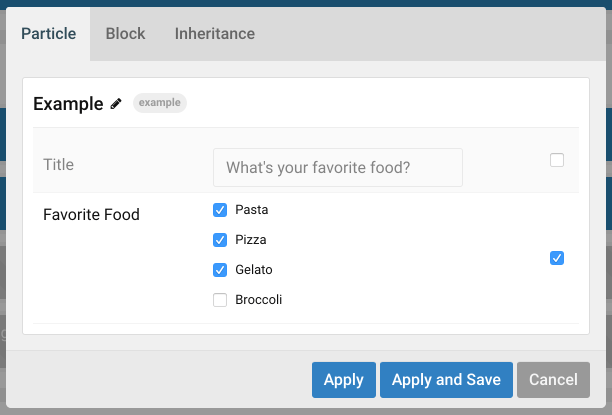 Particle Block Inheritance
Example example
Title What's your favorite food?
Favorite Food Pasta
Pizza
Gelato
Broccoli
Apply Apply and Save Cancel